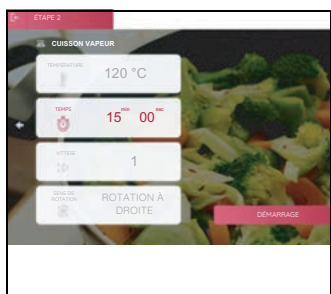 ÉTAPE 2
CUISSON VAPEUR
TEMPÉRATURE
120 °C
TEMPS
15 min 00 sec
VITESSE
1
SENS DE
ROTATION
ROTATION À
DROITE
DÉMARRAGE